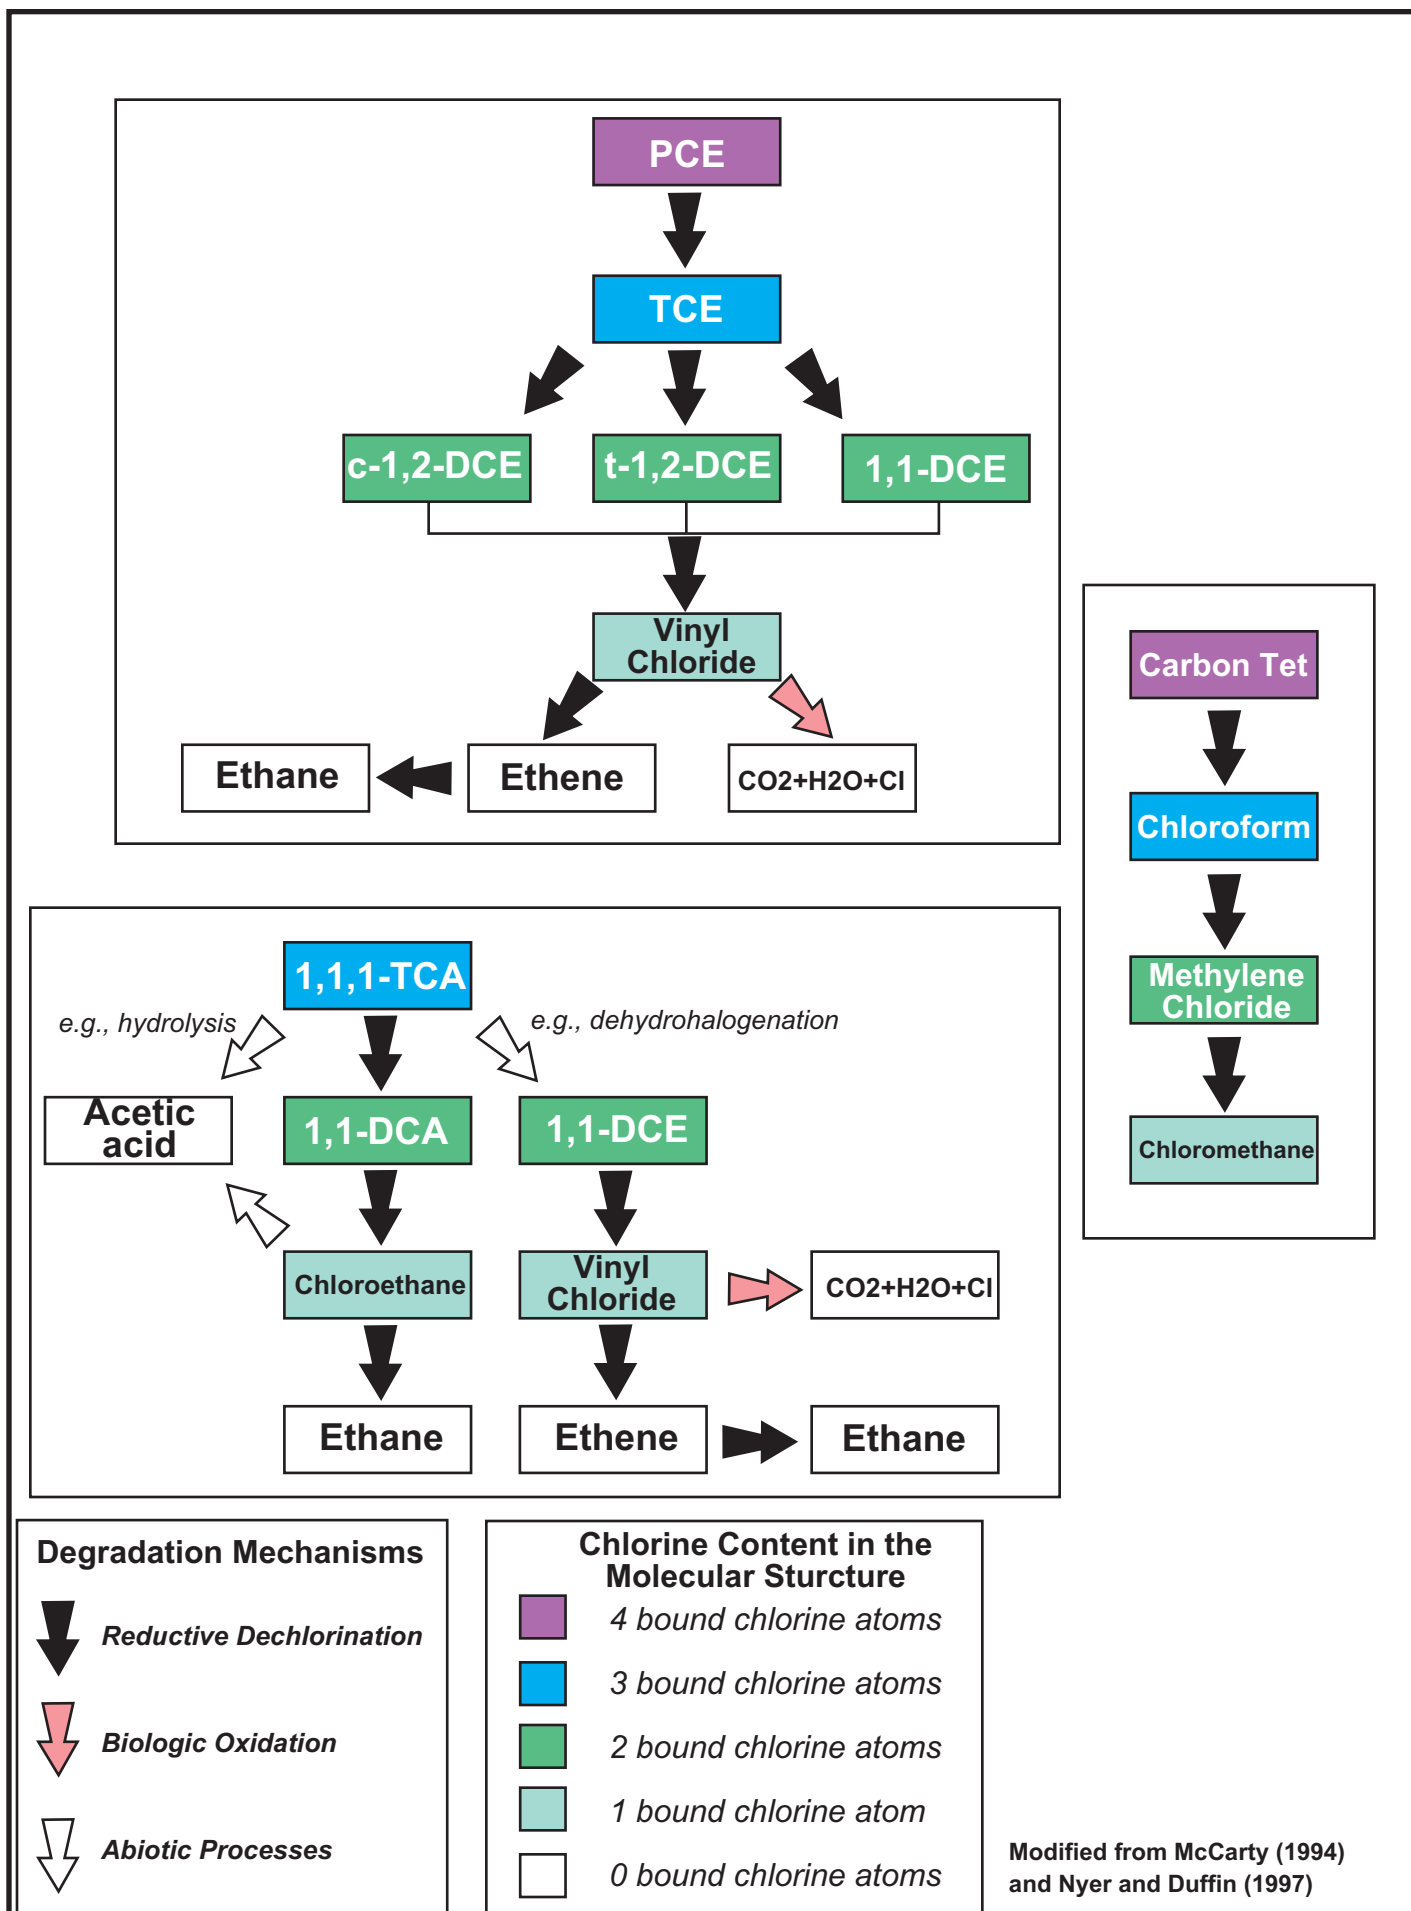 PCE
TCE
c-1,2-DCE
t-1,2-DCE
1,1-DCE
Vinyl
Chloride
Ethane
Ethene
CO2+H2O+Cl
Carbon Tet
Chloroform
Methylene
Chloride
Chloromethane
1,1,1-TCA
e.g., hydrolysis
e.g., dehydrohalogenation
Acetic
acid
1,1-DCA
1,1-DCE
Chloroethane
Vinyl
Chloride
CO2+H2O+Cl
Ethane
Ethene
Ethane
Degradation Mechanisms
Reductive Dechlorination
Biologic Oxidation
Abiotic Processes
Chlorine Content in the
Molecular Sturcture
4 bound chlorine atoms
3 bound chlorine atoms
2 bound chlorine atoms
1 bound chlorine atom
0 bound chlorine atoms
Modified from McCarty (1994)
and Nyer and Duffin (1997)